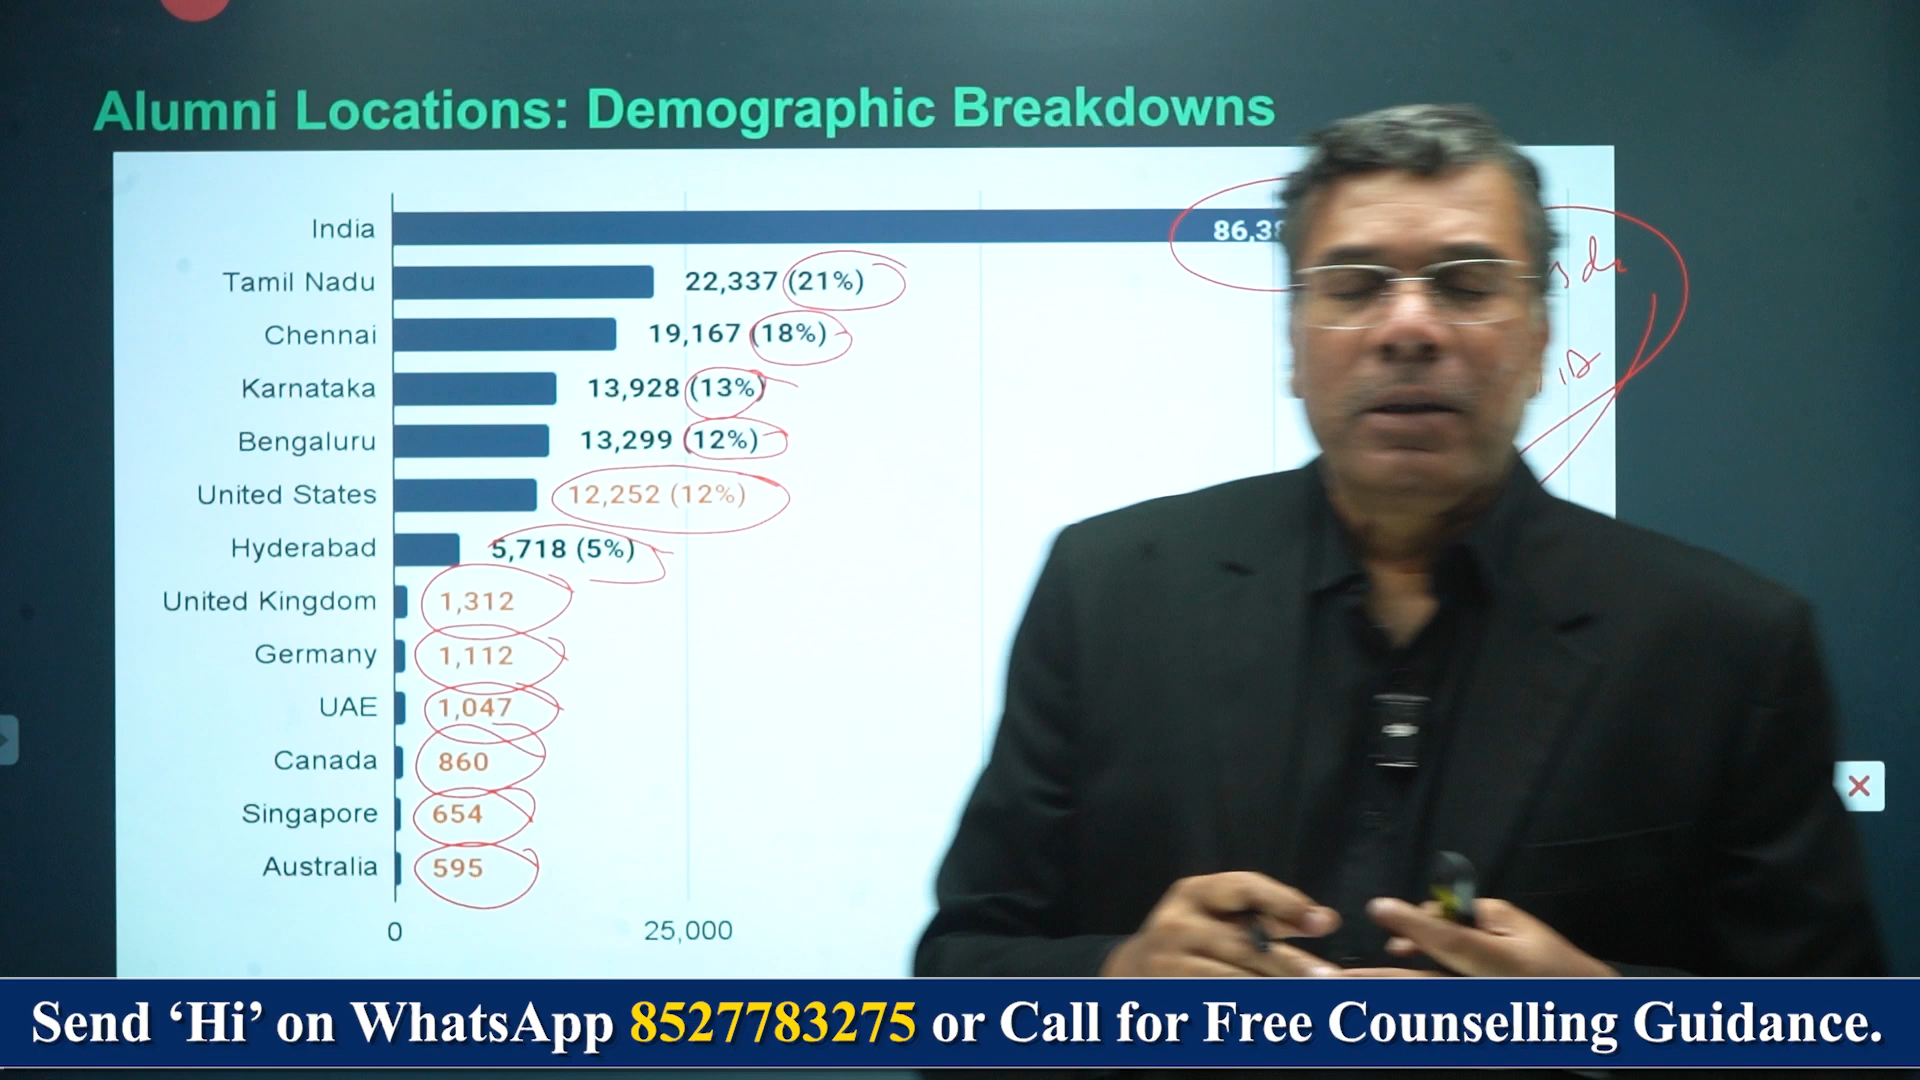 Alumni Locations: Demographic Breakdowns
India
Tamil Nadu 22,337 (21%)
Chennai 19,167 (18%)
Karnataka 13,928 (13%)
Bengaluru 13,299 (12%)
United States 12,252 (12%)
Hyderabad 5,718 (5%)
United Kingdom 1,312
Germany 1,112
UAE 1,047
Canada 860
Singapore 654
Australia 595
0 25,000
Send ‘Hi’ on WhatsApp 8527783275 or Call for Free Counselling Guidance.